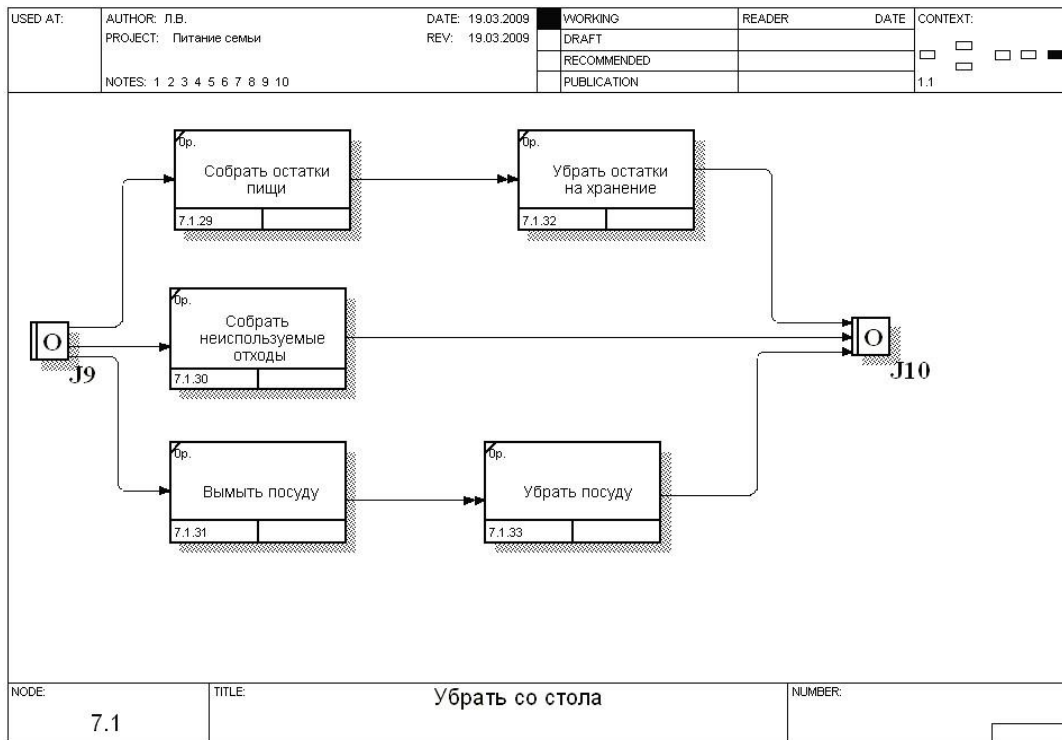 USED AT:
AUTHOR: Л.В.
DATE: 19.03.2009
WORKING
READER
DATE
CONTEXT:
PROJECT: Питание семьи
REV: 19.03.2009
DRAFT
RECOMMENDED
NOTES: 1 2 3 4 5 6 7 8 9 10
PUBLICATION
1.1
0р.
Собрать остатки
пищи
7.1.29
0р.
Убрать остатки
на хранение
7.1.32
0р.
Собрать
неиспользуемые
отходы
7.1.30
O
J9
O
J10
0р.
Вымыть посуду
7.1.31
0р.
Убрать посуду
7.1.33
NODE:
7.1
TITLE:
Убрать со стола
NUMBER: